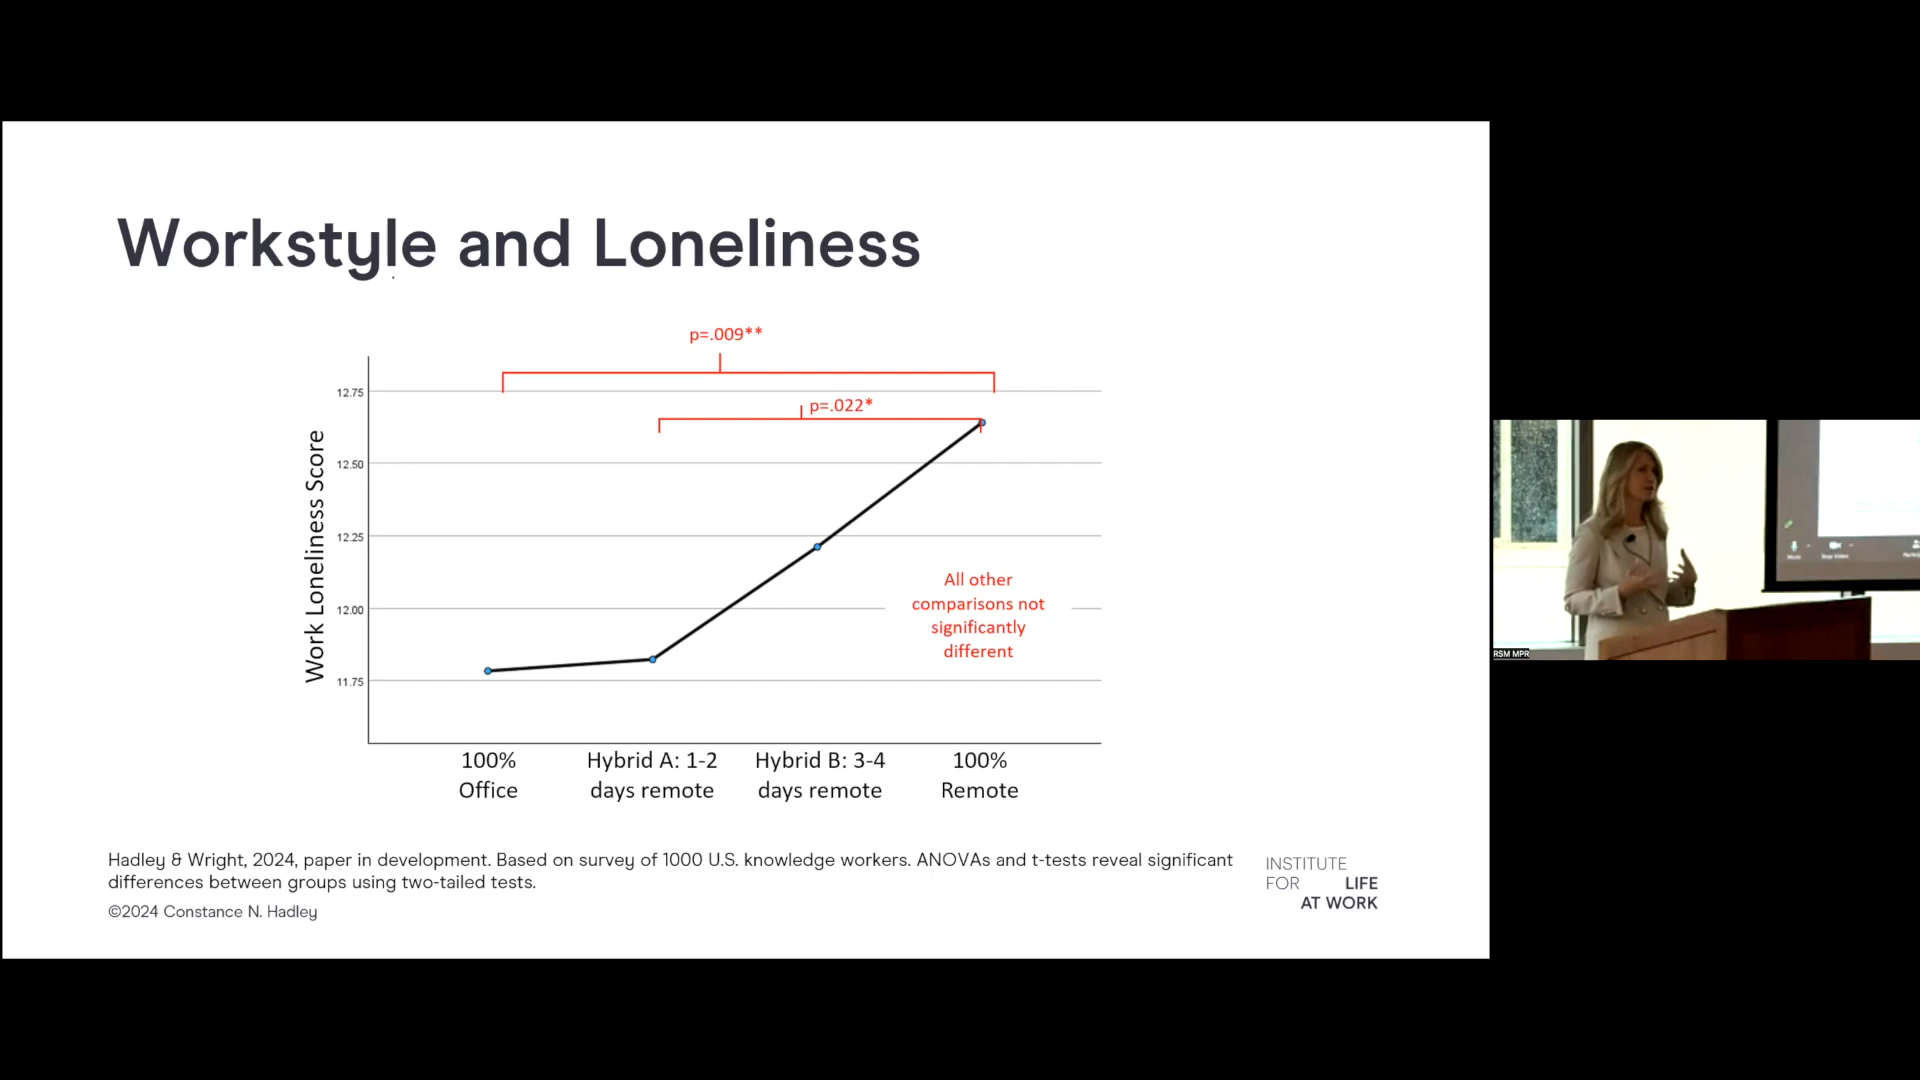 Workstyle and Loneliness
p=.009**
p=.022*
12.75
12.50
12.25
12.00
11.75
Work Loneliness Score
All other
comparisons not
significantly
different
100%
Office
Hybrid A: 1-2
days remote
Hybrid B: 3-4
days remote
100%
Remote
Hadley & Wright, 2024, paper in development. Based on survey of 1000 U.S. knowledge workers. ANOVAs and t-tests reveal significant
differences between groups using two-tailed tests.
©2024 Constance N. Hadley
INSTITUTE
FOR LIFE
AT WORK
RSM MPR